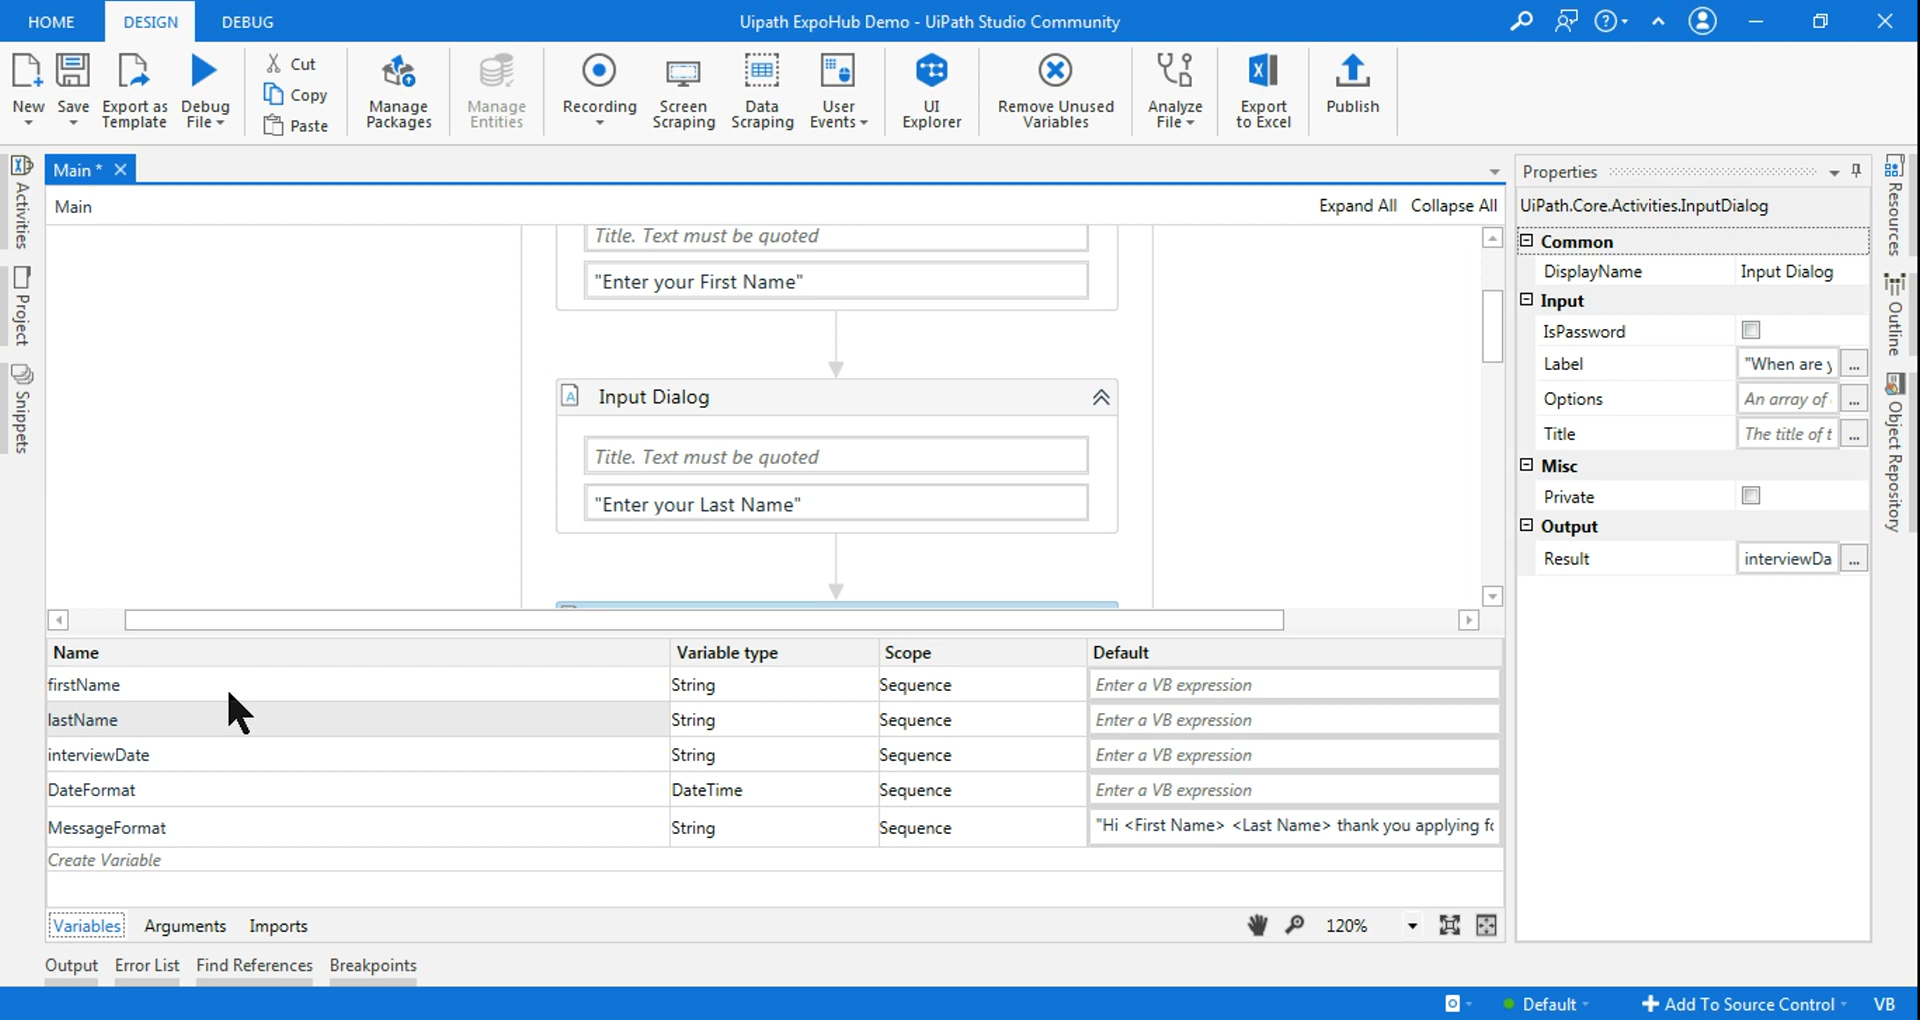 HOME DESIGN DEBUG Uipath ExpoHub Demo - UiPath Studio Community
New Save Export as Template Debug File Cut Copy Paste Manage Packages Manage Entities Recording Screen Scraping Data Scraping User Events UI Explorer Remove Unused Variables Analyze File Export to Excel Publish
Activities
Project
Snippets
Main *
Main Expand All Collapse All
Title. Text must be quoted
"Enter your First Name"
Input Dialog
Title. Text must be quoted
"Enter your Last Name"
Name Variable type Scope Default
firstName String Sequence Enter a VB expression
lastName String Sequence Enter a VB expression
interviewDate String Sequence Enter a VB expression
DateFormat DateTime Sequence Enter a VB expression
MessageFormat String Sequence "Hi <First Name> <Last Name> thank you applying fo
Create Variable
Variables Arguments Imports 120%
Output Error List Find References Breakpoints
Properties
UiPath.Core.Activities.InputDialog
Common
DisplayName Input Dialog
Input
IsPassword
Label "When are y ...
Options An array of ...
Title The title of t ...
Misc
Private
Output
Result interviewDa ...
Resources
Outline
Object Repository
Default Add To Source Control VB